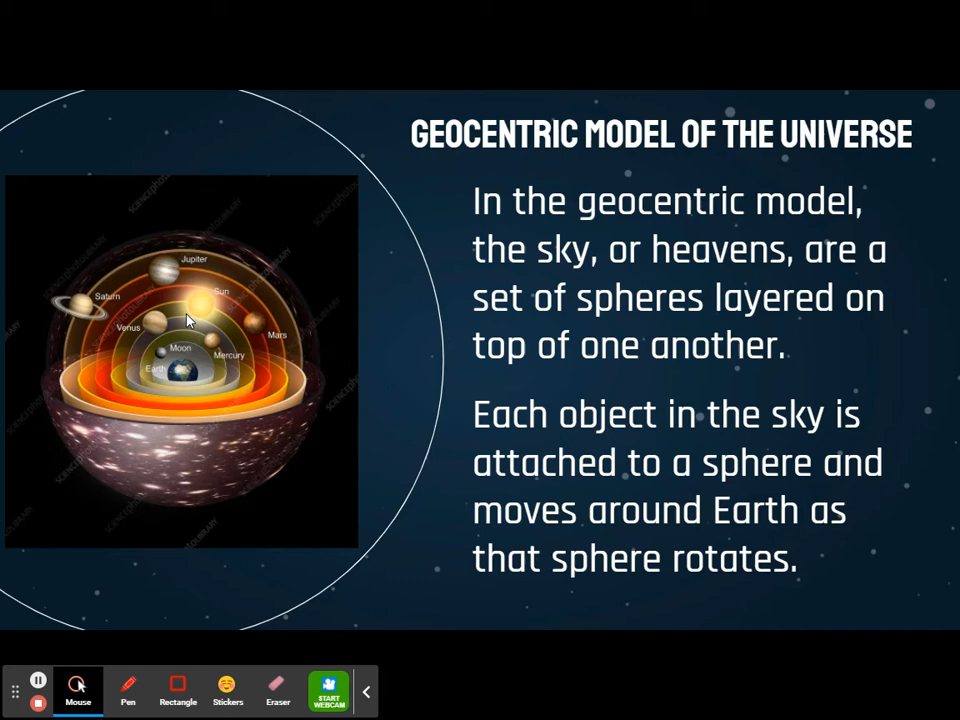 GEOCENTRIC MODEL OF THE UNIVERSE
In the geocentric model,
the sky, or heavens, are a
set of spheres layered on
top of one another.
Each object in the sky is
attached to a sphere and
moves around Earth as
that sphere rotates.
Jupiter
Sun
Saturn
Venus
Mars
Moon
Mercury
Earth
SCIENCEPHOTOLIBRARY
Mouse
Pen
Rectangle
Stickers
Eraser
START
WEBCAM